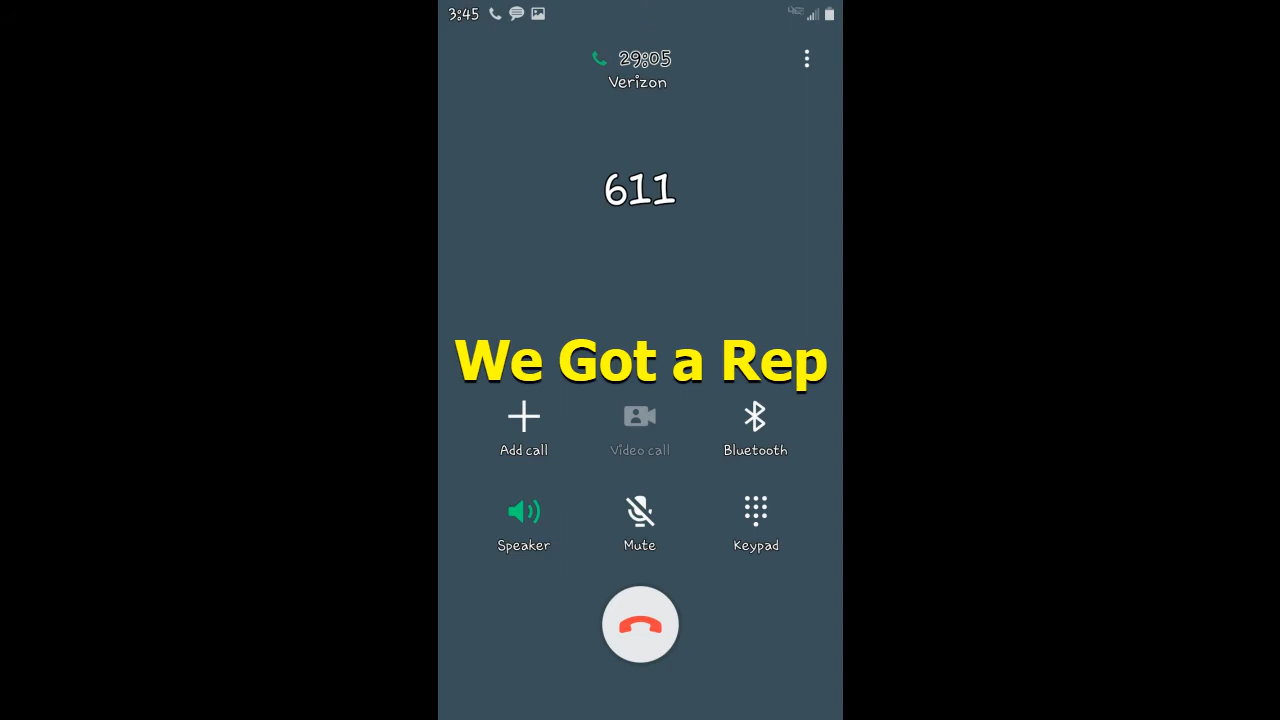 3:45
29:05
Verizon
611
We Got a Rep
Add call Video call Bluetooth
Speaker Mute Keypad